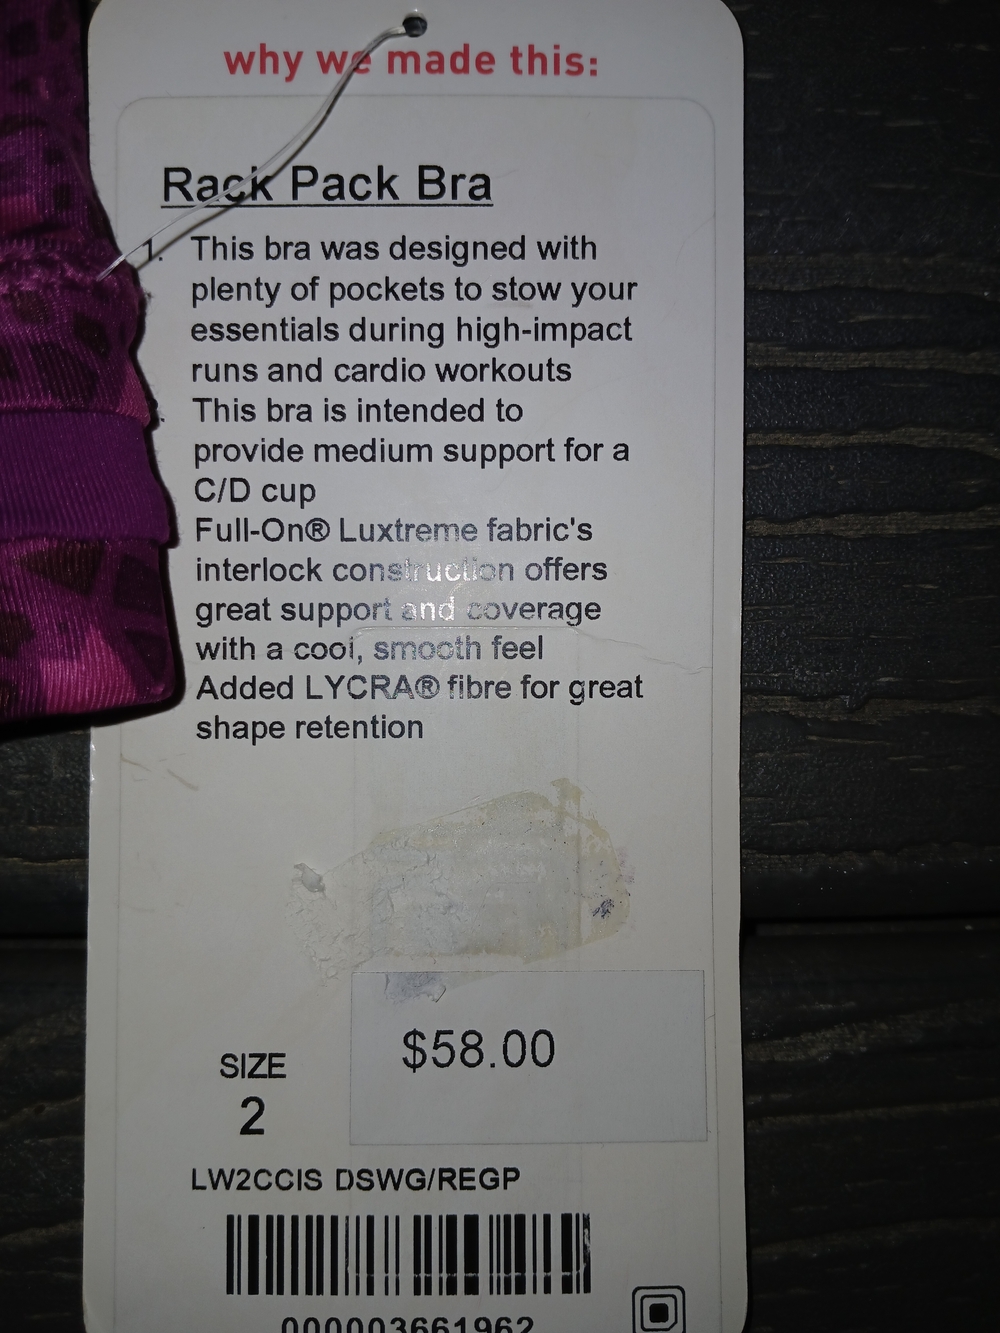 why we made this:
Rack Pack Bra
1. This bra was designed with
plenty of pockets to stow your
essentials during high-impact
runs and cardio workouts
This bra is intended to
provide medium support for a
C/D cup
Full-On® Luxtreme fabric's
interlock construction offers
great support and coverage
with a cool, smooth feel
Added LYCRA® fibre for great
shape retention
$58.00
SIZE
2
LW2CCIS DSWG/REGP
000003661962